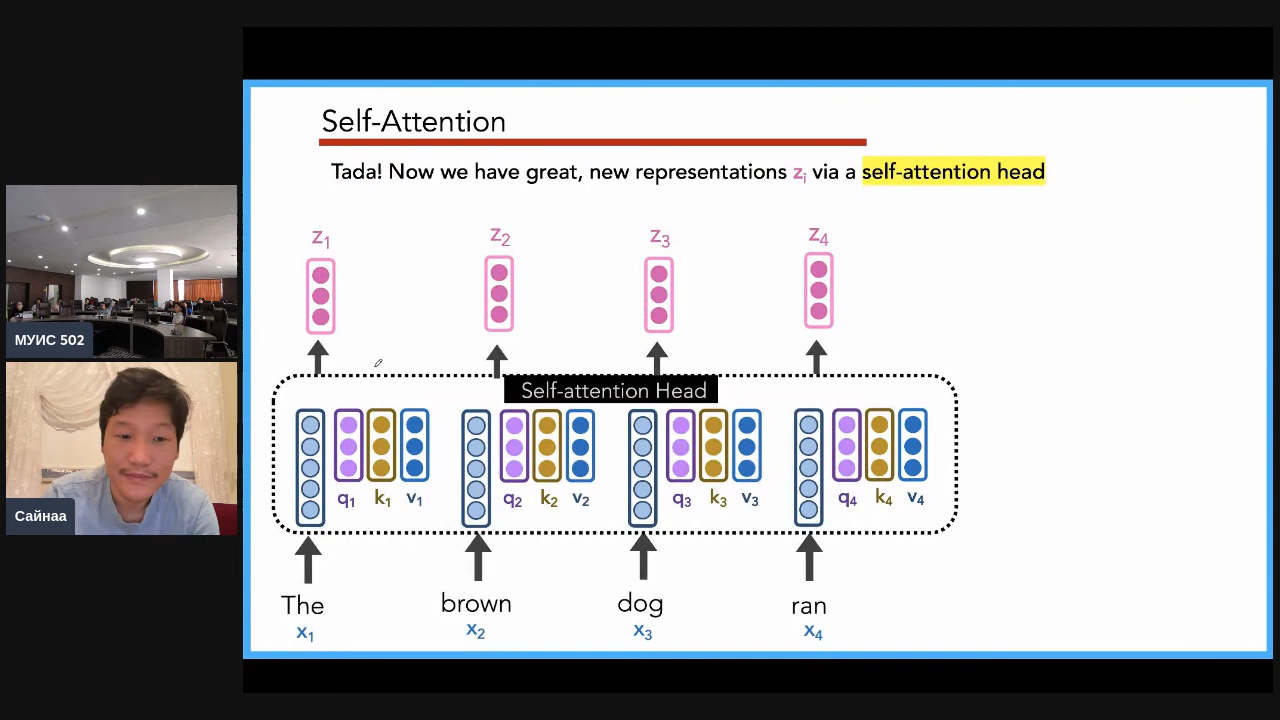 Self-Attention
Tada! Now we have great, new representations zᵢ via a self-attention head
z₁ z₂ z₃ z₄
Self-attention Head
q₁ k₁ v₁ q₂ k₂ v₂ q₃ k₃ v₃ q₄ k₄ v₄
The brown dog ran
x₁ x₂ x₃ x₄
МУИС 502
Сайнаа